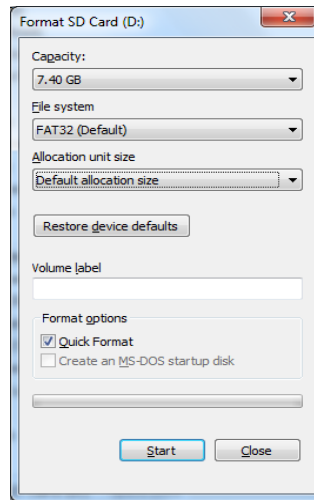 Format SD Card (D:)
Capacity:
7.40 GB
File system
FAT32 (Default)
Allocation unit size
Default allocation size
Restore device defaults
Volume label
Format options
Quick Format
Create an MS-DOS startup disk
Start
Close